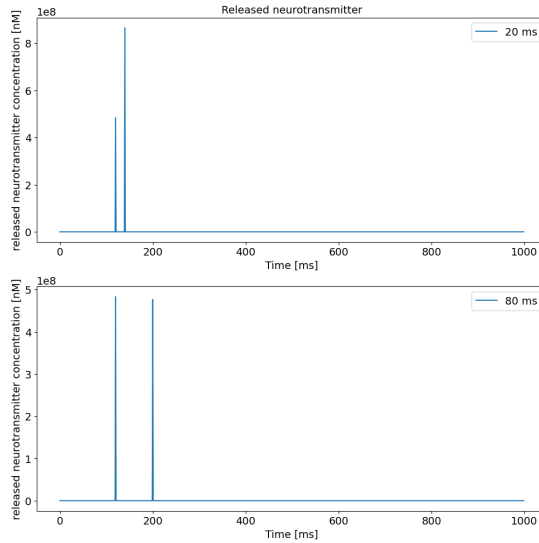 Released neurotransmitter
1e8
20 ms
released neurotransmitter concentration [nM]
8
6
4
2
0
0 200 400 600 800 1000
Time [ms]
1e8
80 ms
released neurotransmitter concentration [nM]
5
4
3
2
1
0
0 200 400 600 800 1000
Time [ms]